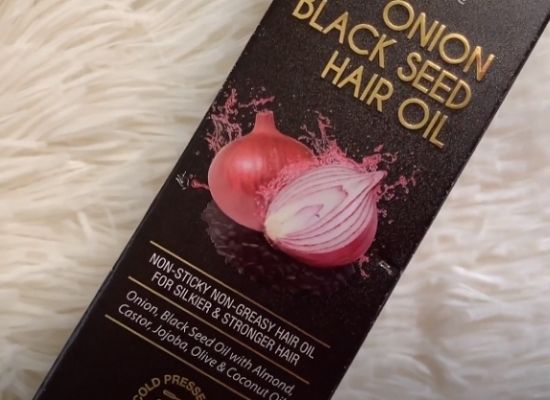 ONION
BLACK SEED
HAIR OIL
NON-STICKY NON-GREASY HAIR OIL
FOR SILKIER & STRONGER HAIR
Onion, Black Seed Oil with Almond,
Castor, Jojoba, Olive & Coconut Oil
COLD PRESSE